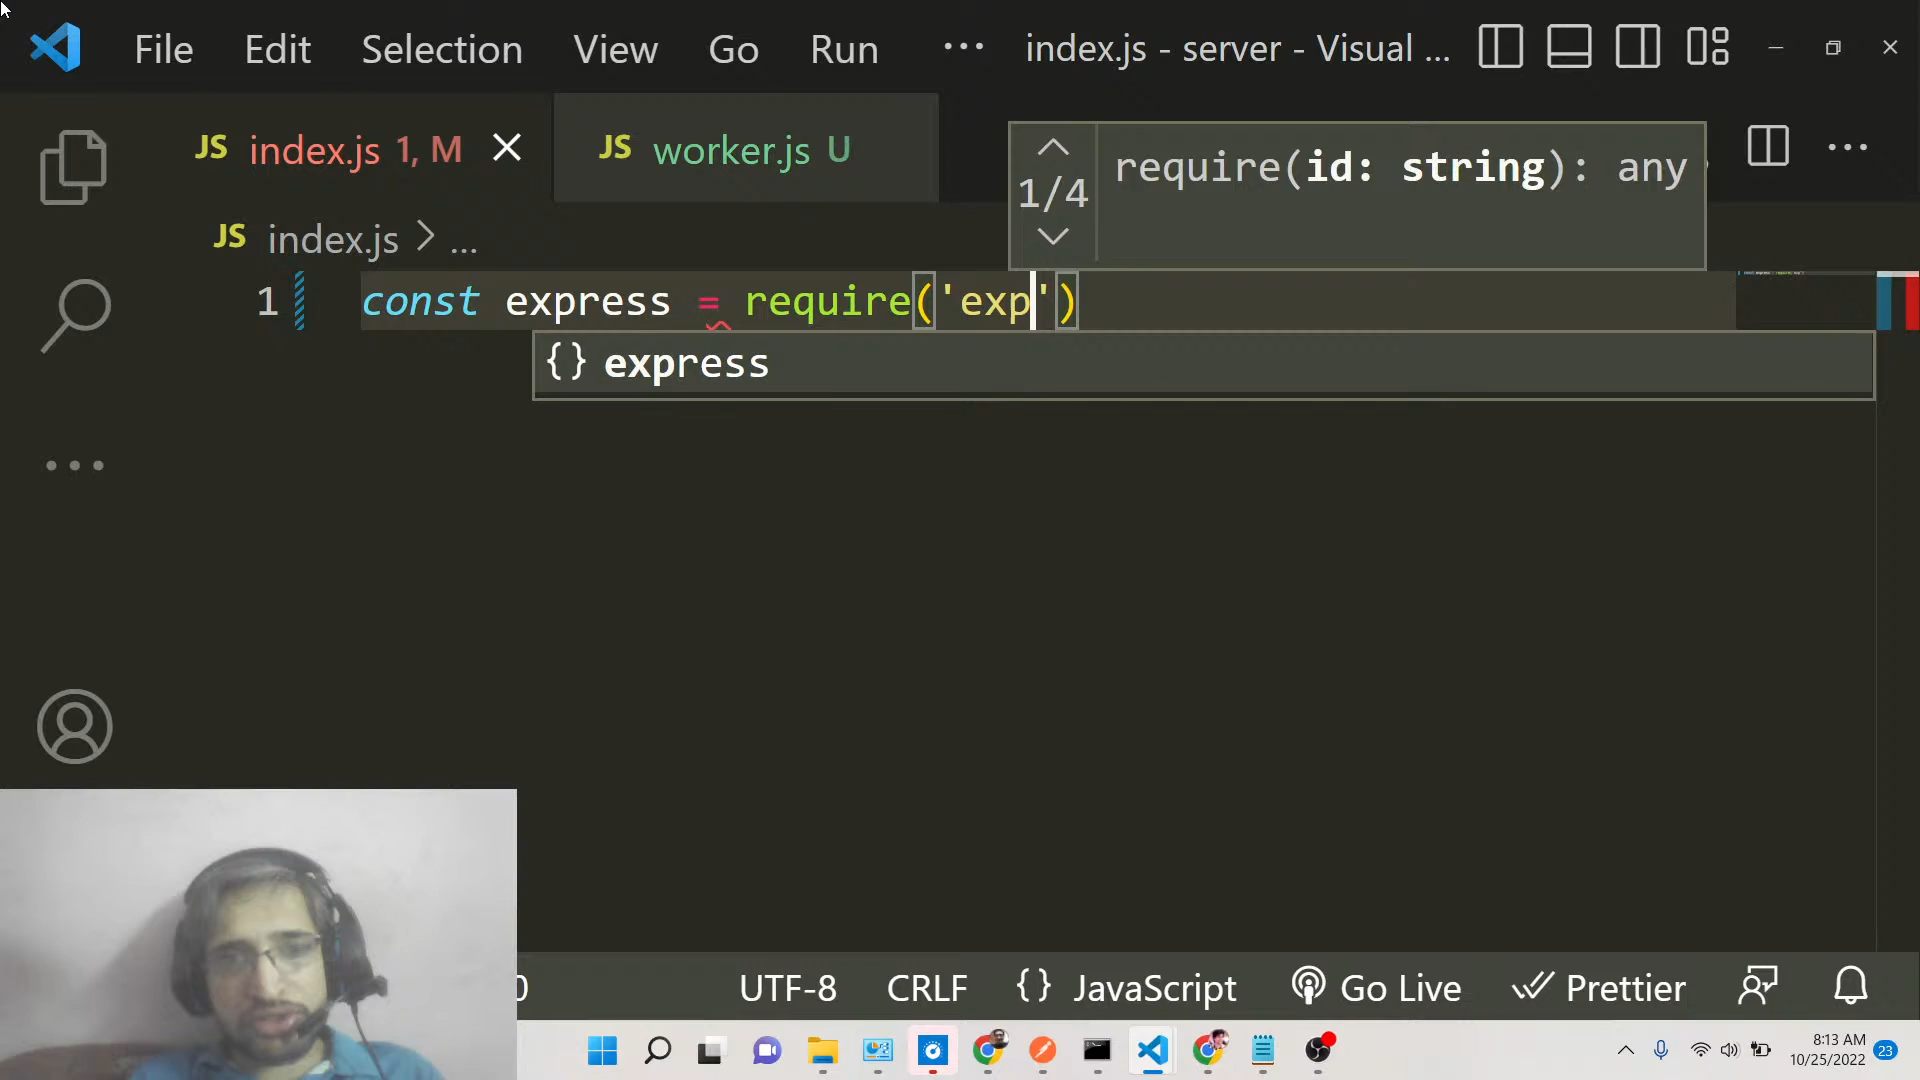 File Edit Selection View Go Run ··· index.js - server - Visual ...
JS index.js 1, M JS worker.js U
1/4 require(id: string): any
JS index.js > ...
1 const express = require('exp')
{} express
0 UTF-8 CRLF {} JavaScript Go Live Prettier
8:13 AM
10/25/2022 23